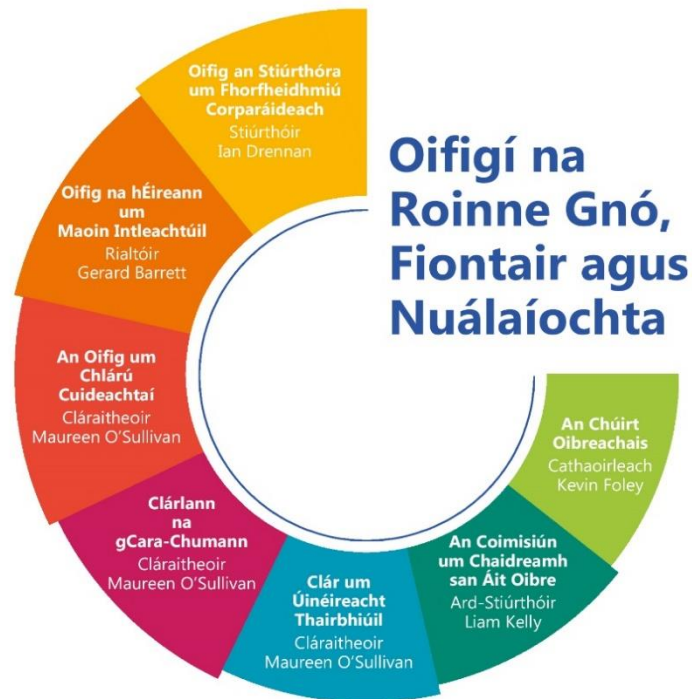 Oifigí na
Roinne Gnó,
Fiontair agus
Nuálaíochta
Oifig an Stiúrthóra
um Fhorfheidhmiú
Corparáideach
Stiúrthóir
Ian Drennan
Oifig na hÉireann
um
Maoin Intleachtúil
Rialtóir
Gerard Barrett
An Oifig um
Chlárú
Cuideachtaí
Cláraitheoir
Maureen O'Sullivan
Clárlann
na
gCara-Chumann
Cláraitheoir
Maureen O'Sullivan
Clár um
Úinéireacht
Thairbhiúil
Cláraitheoir
Maureen O'Sullivan
An Coimisiún
um Chaidreamh
san Áit Oibre
Ard-Stiúrthóir
Liam Kelly
An Chúirt
Oibreachais
Cathaoirleach
Kevin Foley